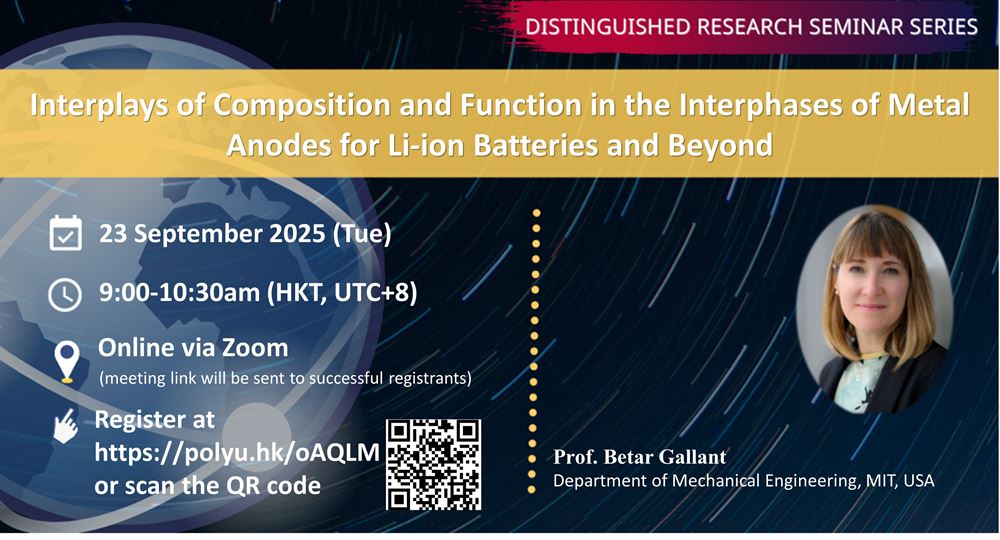 DISTINGUISHED RESEARCH SEMINAR SERIES
Interplays of Composition and Function in the Interphases of Metal
Anodes for Li-ion Batteries and Beyond
23 September 2025 (Tue)
9:00-10:30am (HKT, UTC+8)
Online via Zoom
(meeting link will be sent to successful registrants)
Register at
https://polyu.hk/oAQLM
or scan the QR code
Prof. Betar Gallant
Department of Mechanical Engineering, MIT, USA